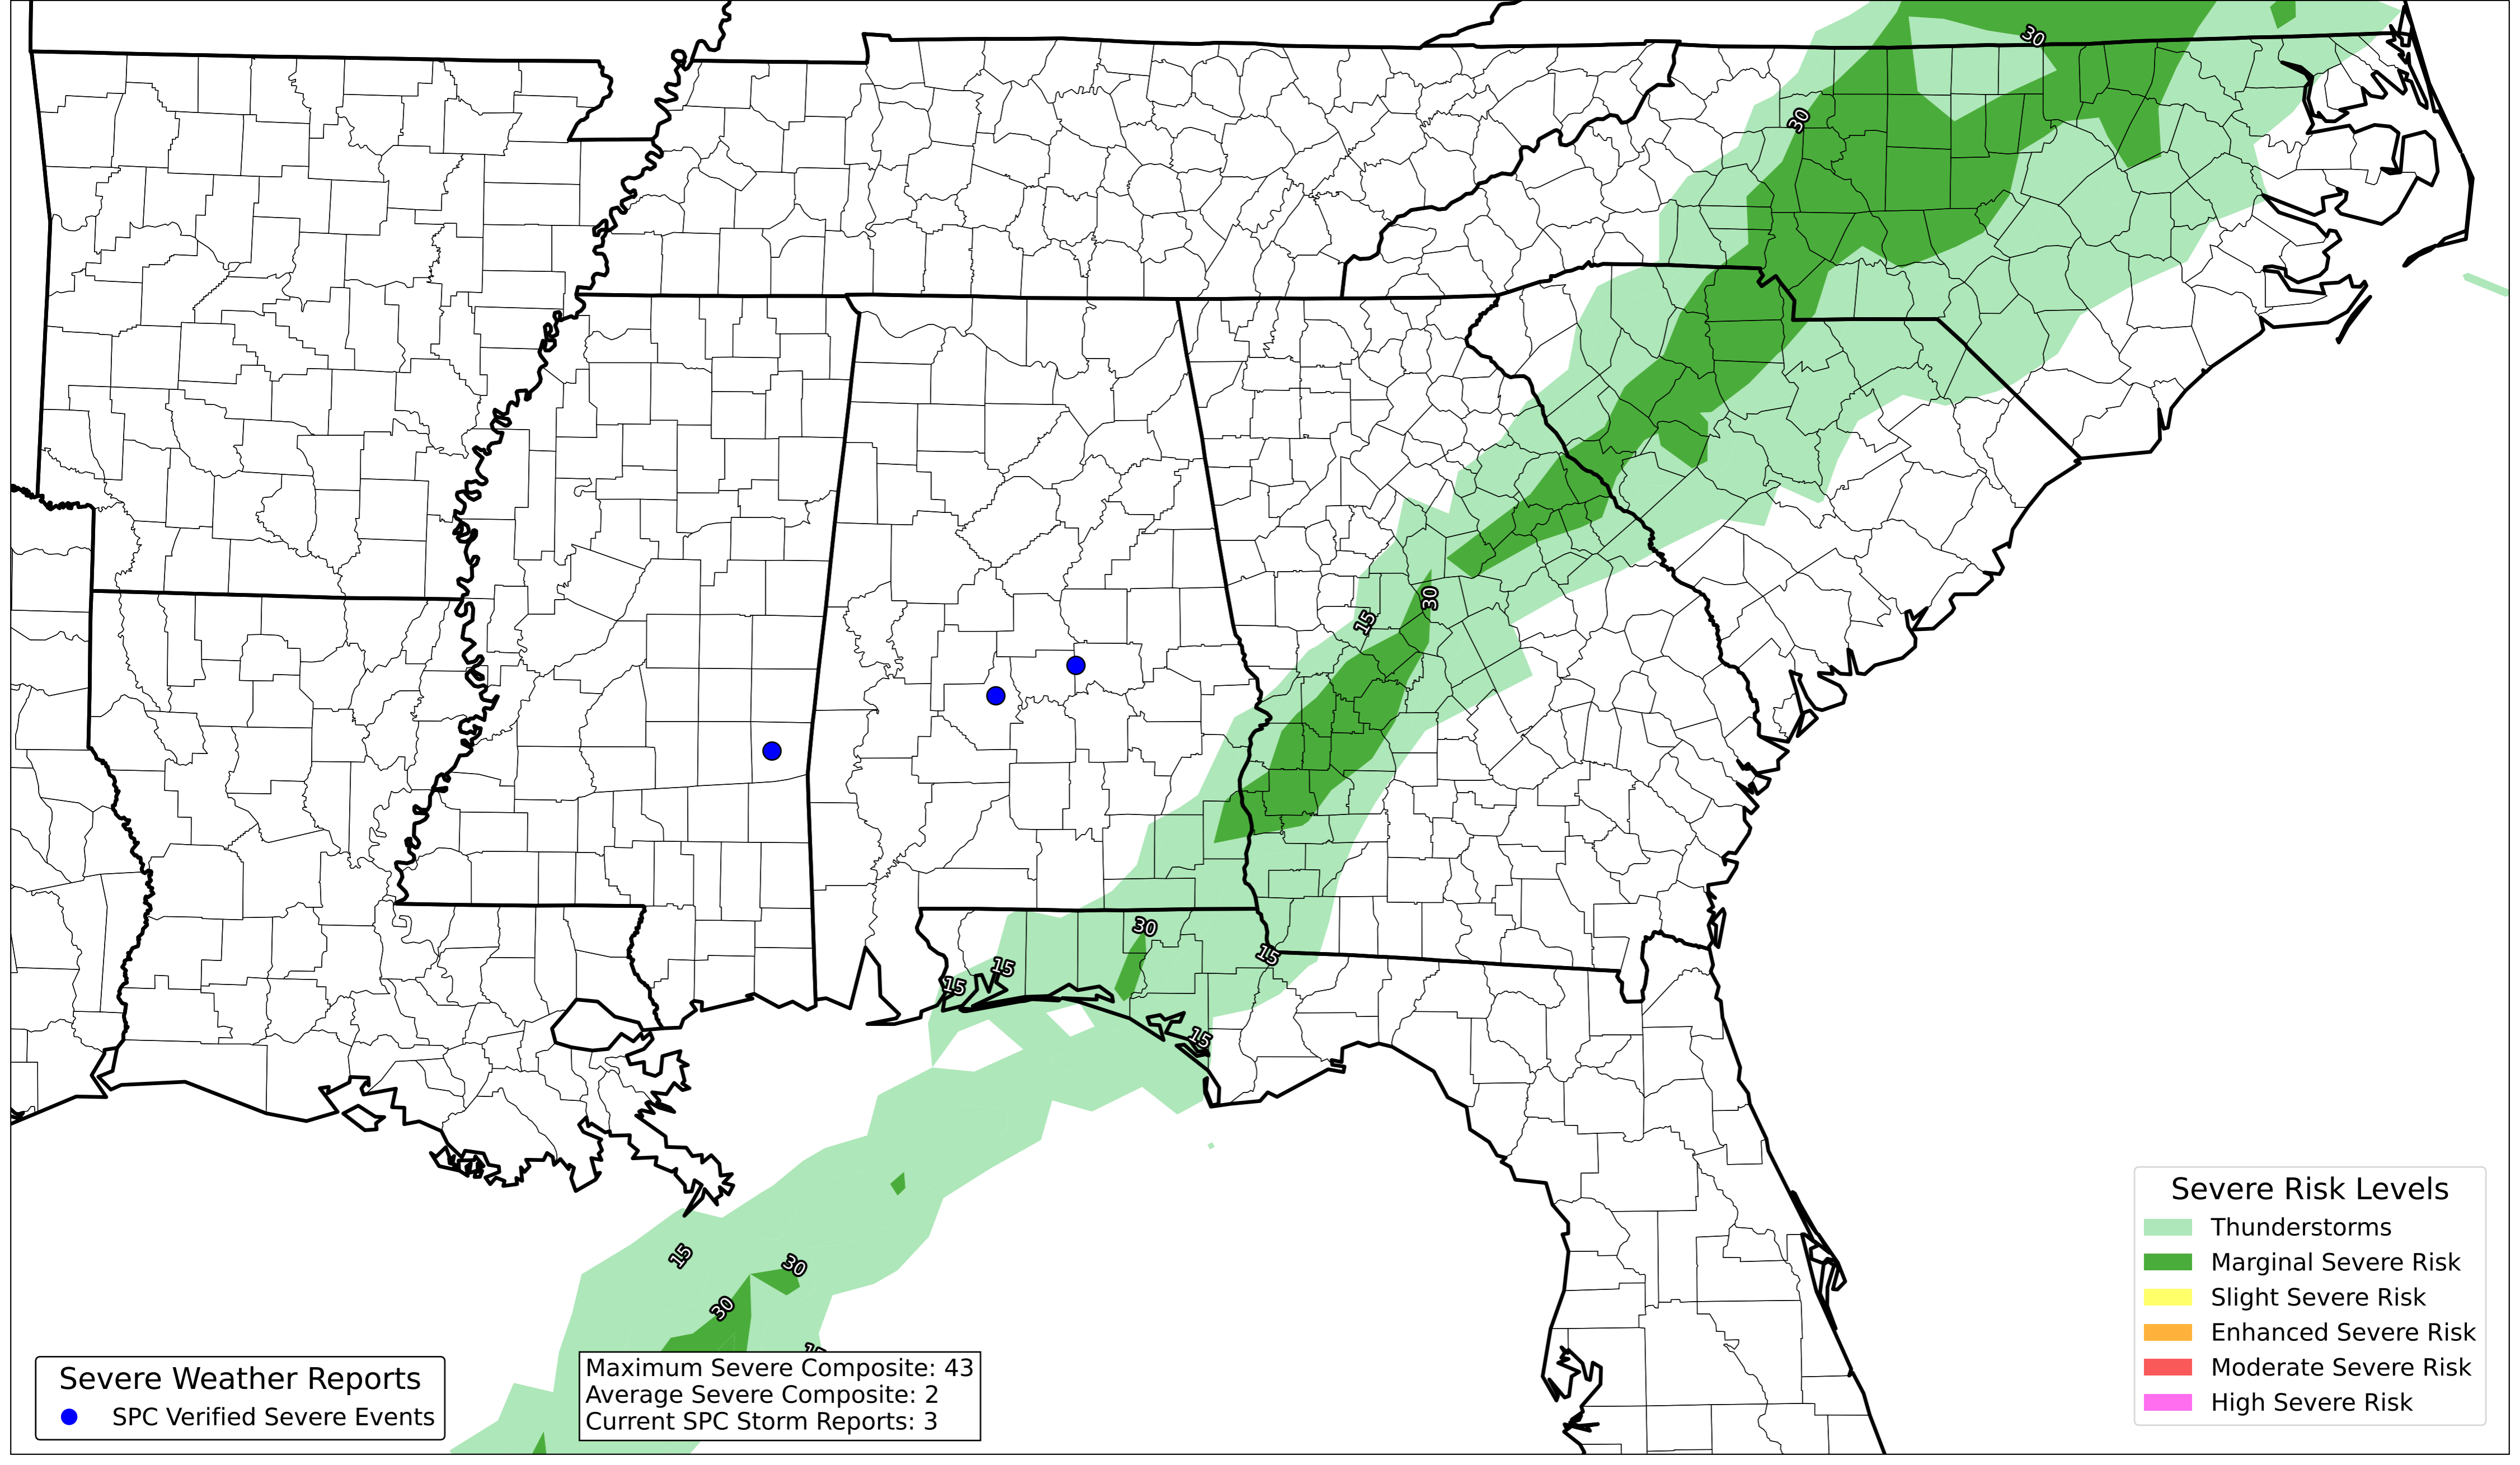 30
30
30
15
30
15
15
15
15
15
30
30
Severe Weather Reports
SPC Verified Severe Events
Maximum Severe Composite: 43
Average Severe Composite: 2
Current SPC Storm Reports: 3
Severe Risk Levels
Thunderstorms
Marginal Severe Risk
Slight Severe Risk
Enhanced Severe Risk
Moderate Severe Risk
High Severe Risk